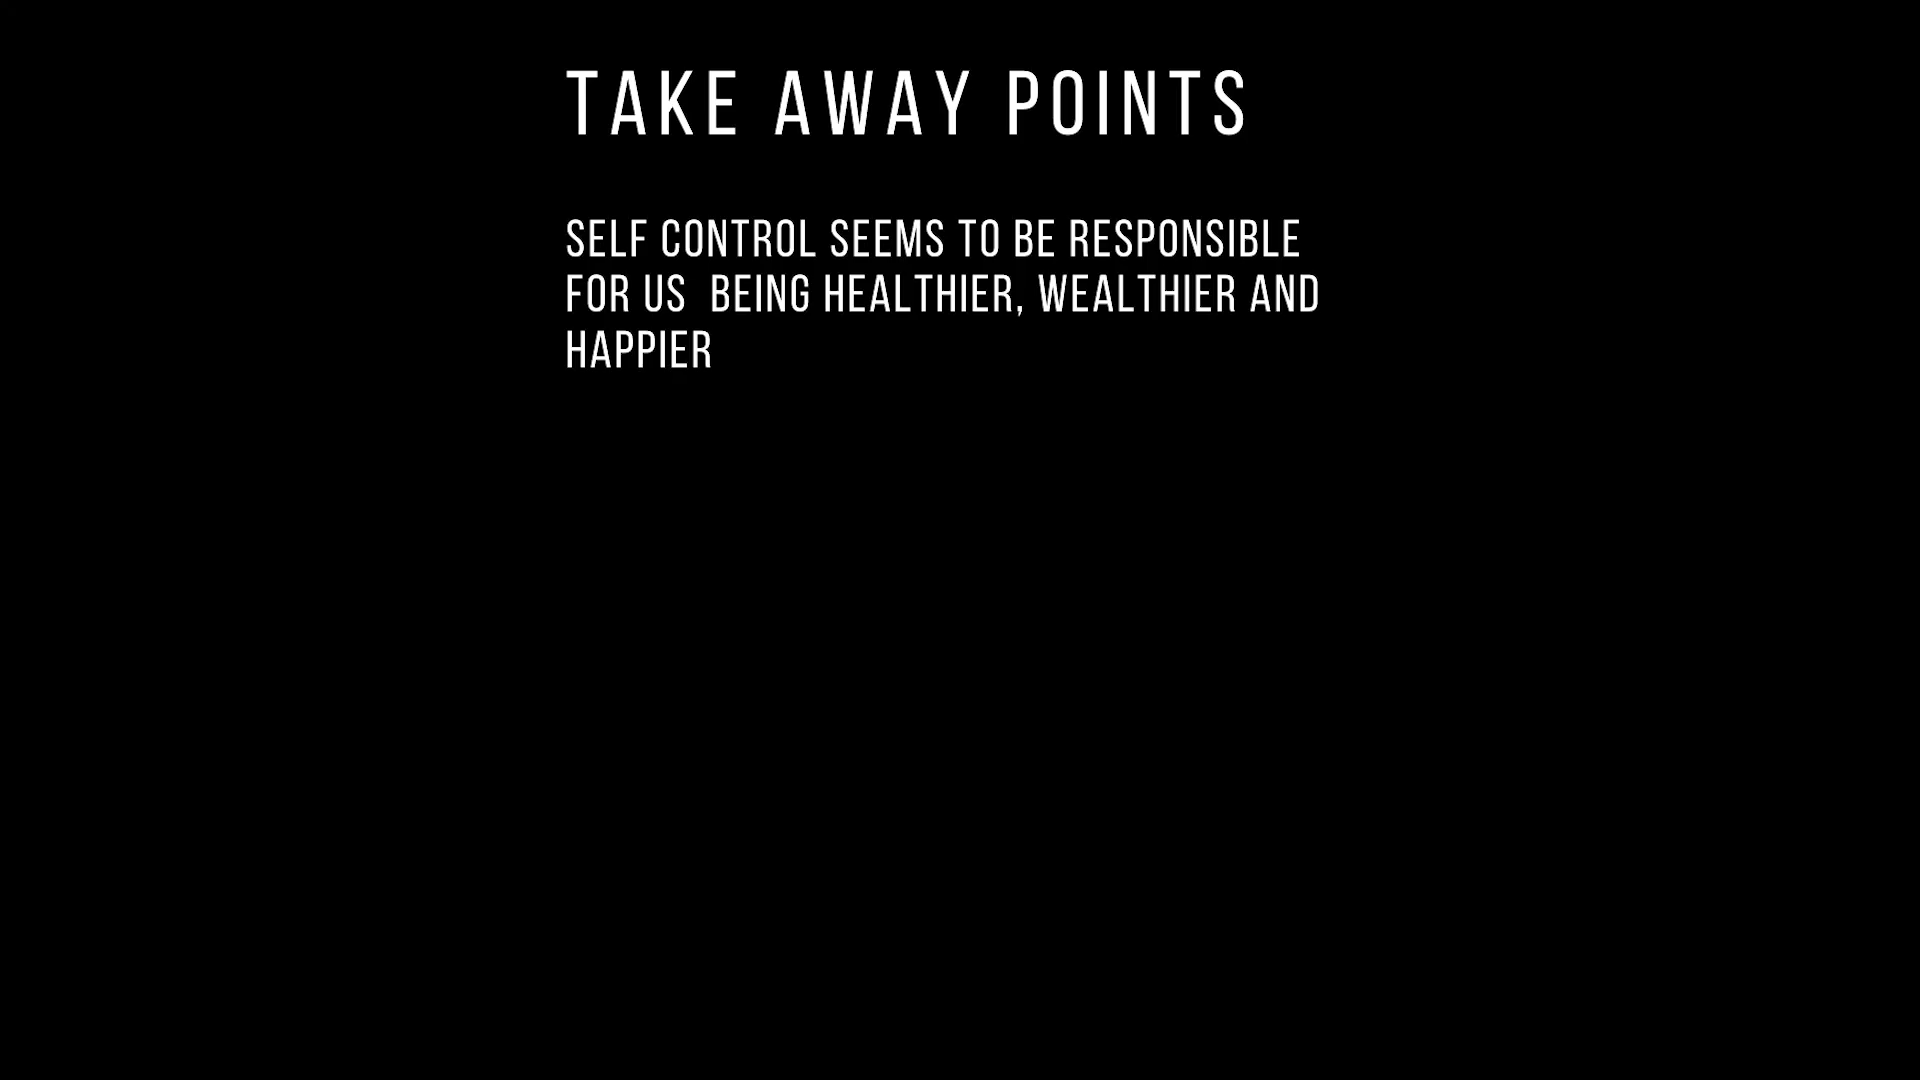 TAKE AWAY POINTS
SELF CONTROL SEEMS TO BE RESPONSIBLE
FOR US  BEING HEALTHIER, WEALTHIER AND
HAPPIER